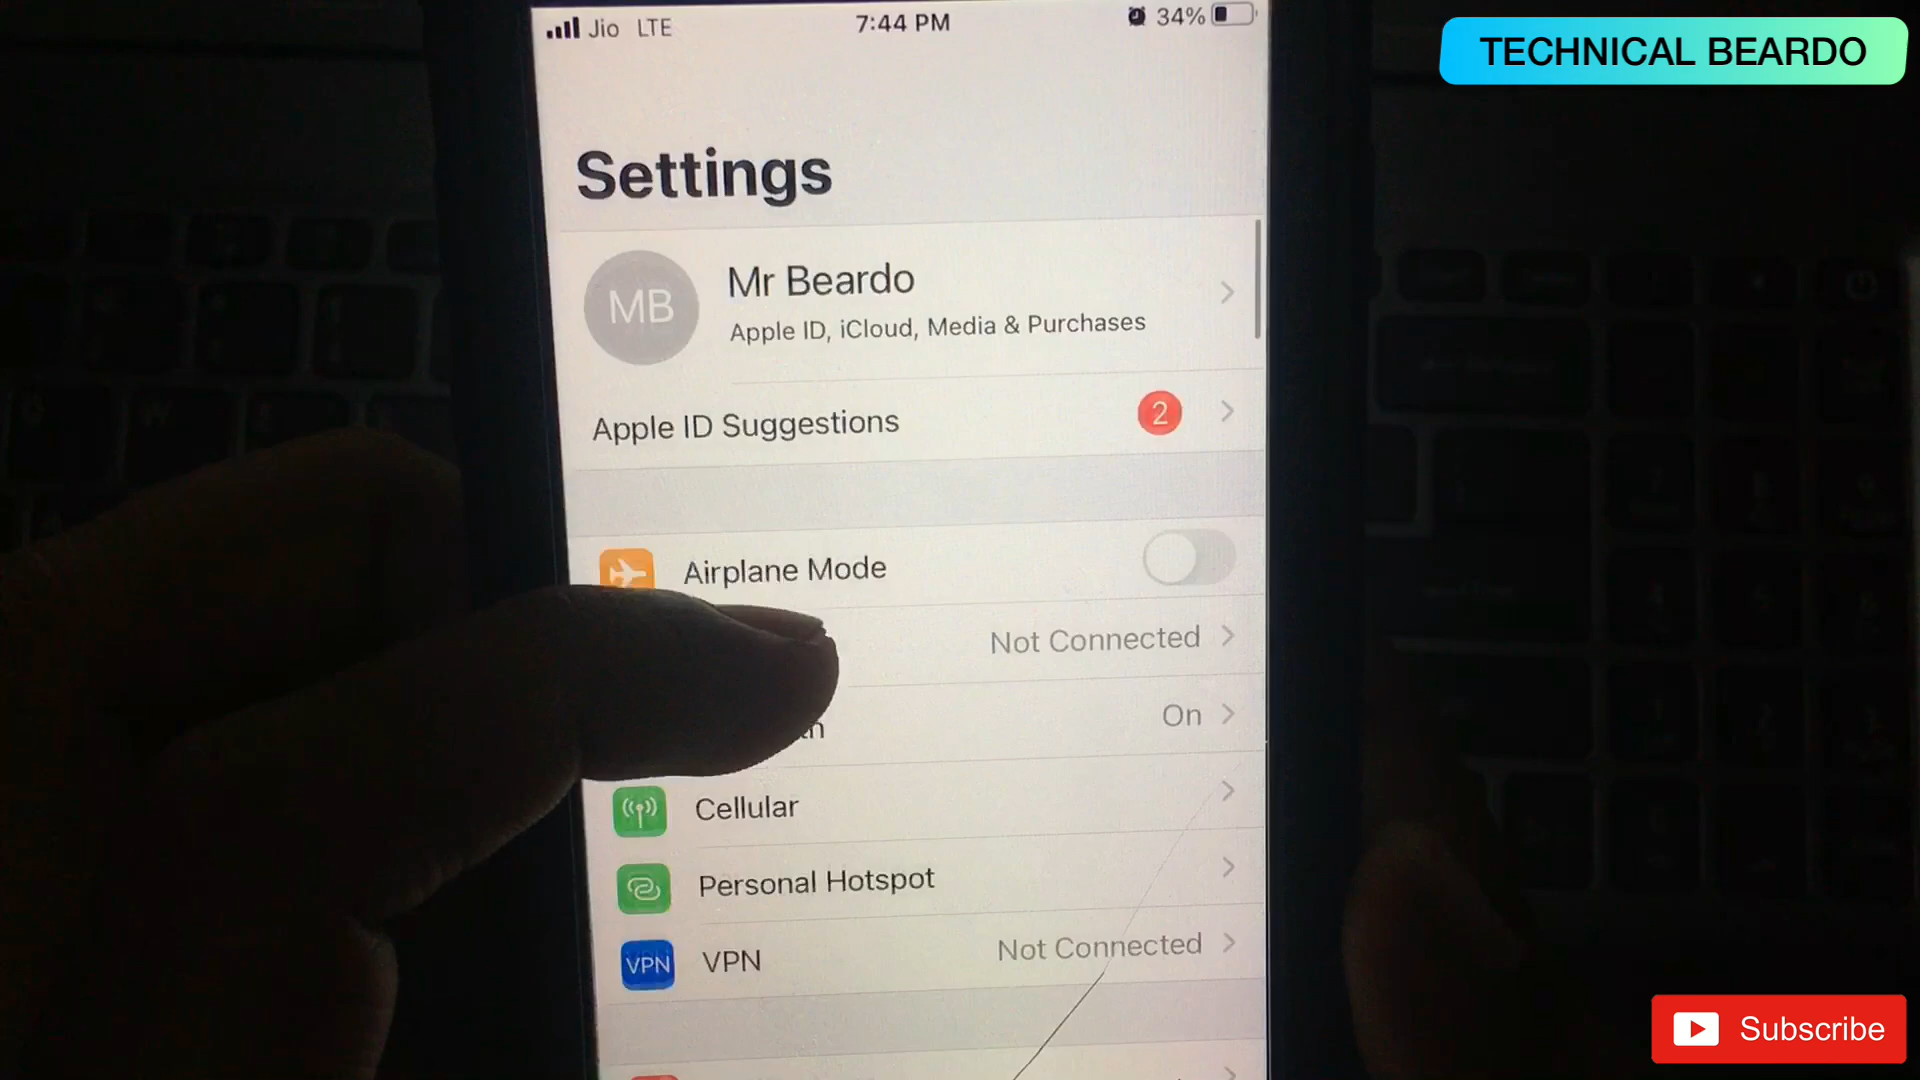 Jio LTE 7:44 PM 34%
TECHNICAL BEARDO
Settings
MB
Mr Beardo
Apple ID, iCloud, Media & Purchases
Apple ID Suggestions 2
Airplane Mode
Not Connected
On
Cellular
Personal Hotspot
VPN VPN Not Connected
Subscribe